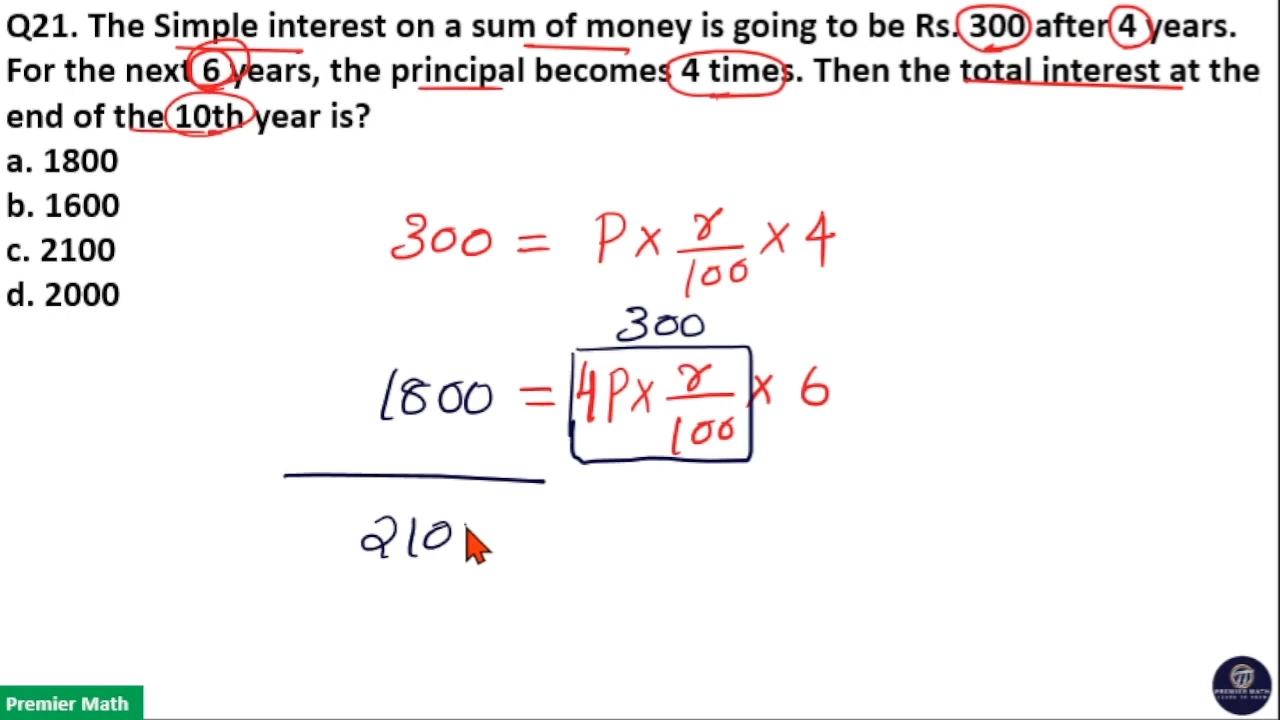 Q21. The Simple interest on a sum of money is going to be Rs. 300 after 4 years.
For the next 6 years, the principal becomes 4 times. Then the total interest at the
end of the 10th year is?
a. 1800
b. 1600
c. 2100
d. 2000
300 = P × r/100 × 4
300
1800 = 4P × r/100 × 6
210
Premier Math
PREMIER MATH